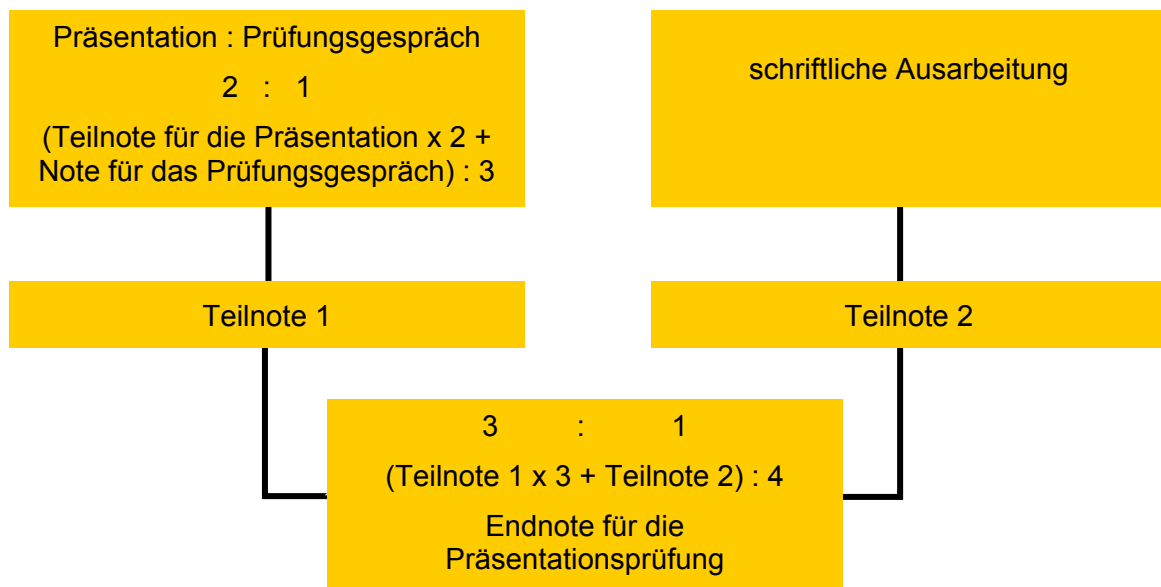 Präsentation : Prüfungsgespräch
2 : 1
(Teilnote für die Präsentation x 2 +
Note für das Prüfungsgespräch) : 3
schriftliche Ausarbeitung
Teilnote 1
Teilnote 2
3 : 1
(Teilnote 1 x 3 + Teilnote 2) : 4
Endnote für die
Präsentationsprüfung